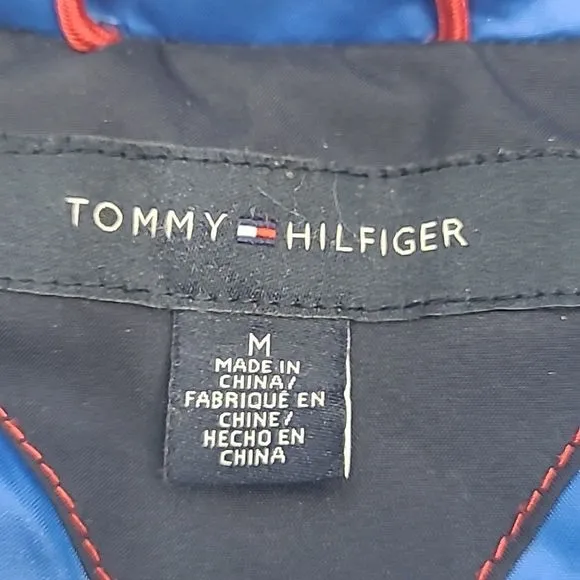 TOMMY HILFIGER
M
MADE IN
CHINA/
FABRIQUÉ EN
CHINE/
HECHO EN
CHINA